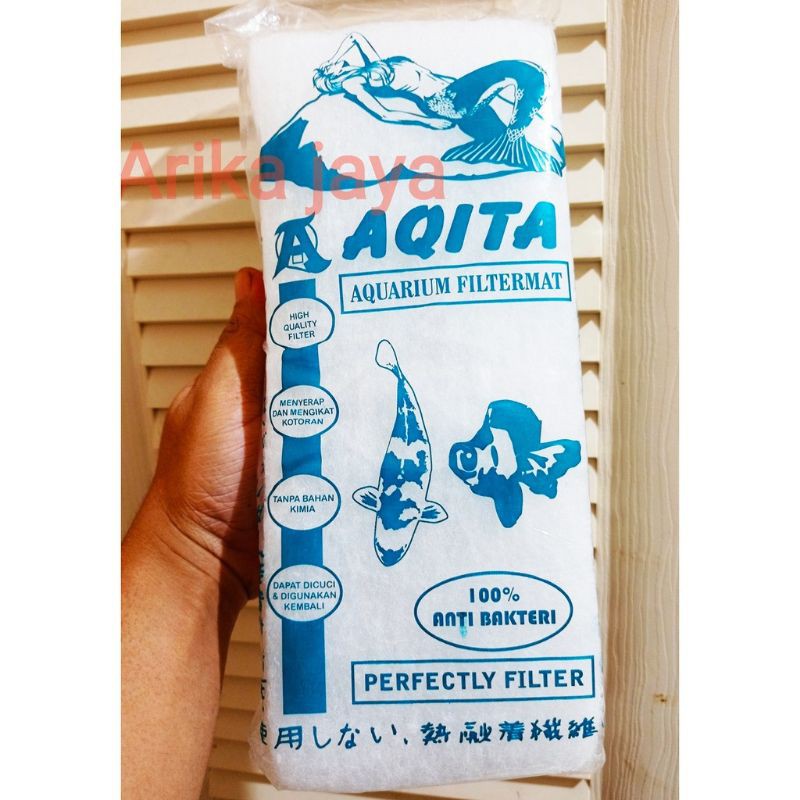 Arika jaya
A AQITA
AQUARIUM FILTERMAT
HIGH
QUALITY
FILTER
MENYERAP
DAN MENGIKAT
KOTORAN
TANPA BAHAN
KIMIA
DAPAT DICUCI
& DIGUNAKAN
KEMBALI
100%
ANTI BAKTERI
PERFECTLY FILTER
使用しない、熱融着繊維